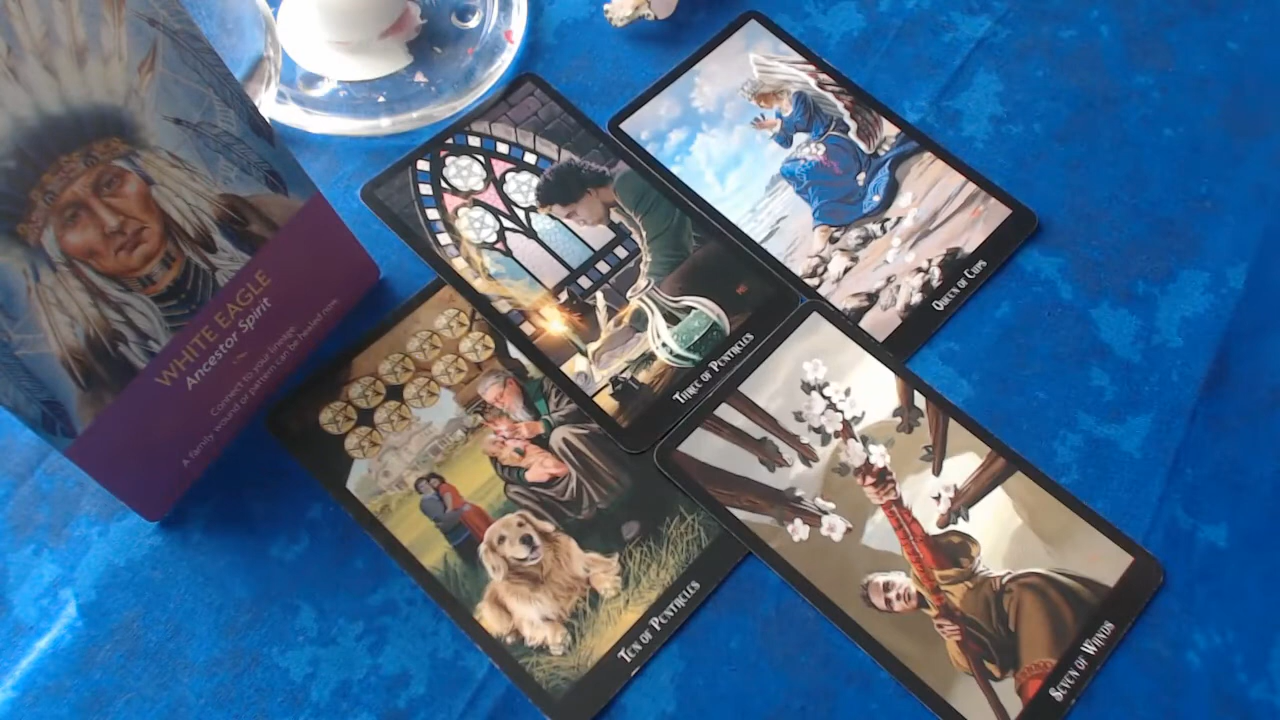 WHITE EAGLE
Ancestor Spirit
Connect to your lineage.
A family wound or pattern can be healed now.
Three of Pentacles
Queen of Cups
Ten of Pentacles
Seven of Wands